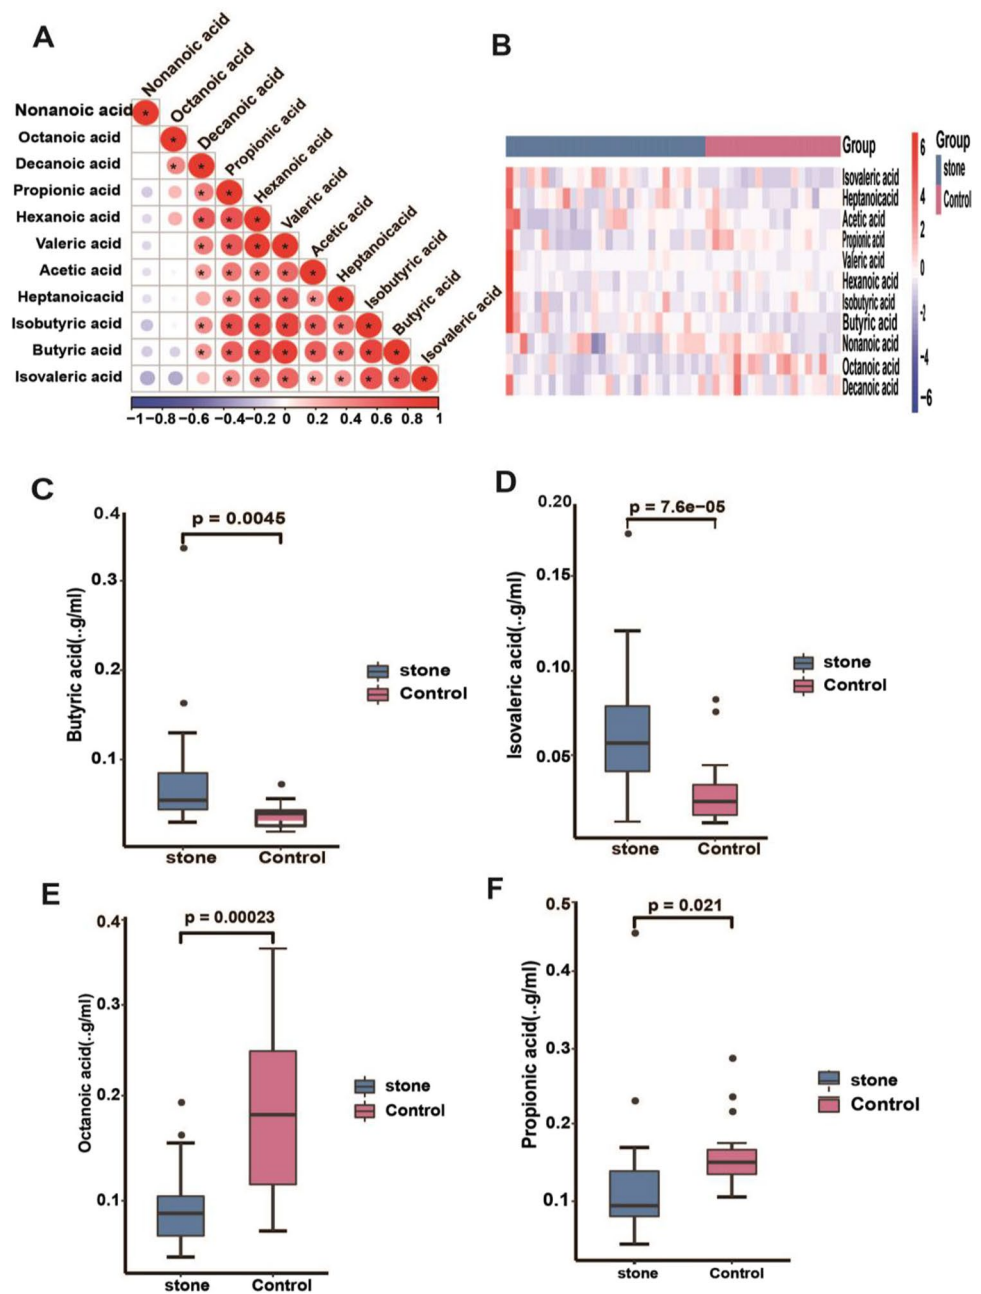 A
Nonanoic acid
Octanoic acid
Decanoic acid
Propionic acid
Hexanoic acid
Valeric acid
Acetic acid
Heptanoicacid
Isobutyric acid
Butyric acid
Isovaleric acid
Nonanoic acid
Octanoic acid
Decanoic acid
Propionic acid
Hexanoic acid
Valeric acid
Acetic acid
Heptanoicacid
Isobutyric acid
Butyric acid
Isovaleric acid
−1 −0.8 −0.6 −0.4 −0.2 0 0.2 0.4 0.6 0.8 1
B
Group
Isovaleric acid
Heptanoicacid
Acetic acid
Propionic acid
Valeric acid
Hexanoic acid
Isobutyric acid
Butyric acid
Nonanoic acid
Octanoic acid
Decanoic acid
6
4
2
0
-2
-4
-6
Group
stone
Control
C
p = 0.0045
0.4
0.3
0.2
0.1
Butyric acid(..g/ml)
stone Control
stone
Control
D
p = 7.6e−05
0.20
0.15
0.10
0.05
Isovaleric acid(..g/ml)
stone Control
stone
Control
E
p = 0.00023
0.4
0.3
0.2
0.1
Octanoic acid(..g/ml)
stone Control
stone
Control
F
p = 0.021
0.5
0.4
0.3
0.2
0.1
Propionic acid(..g/ml)
stone Control
stone
Control